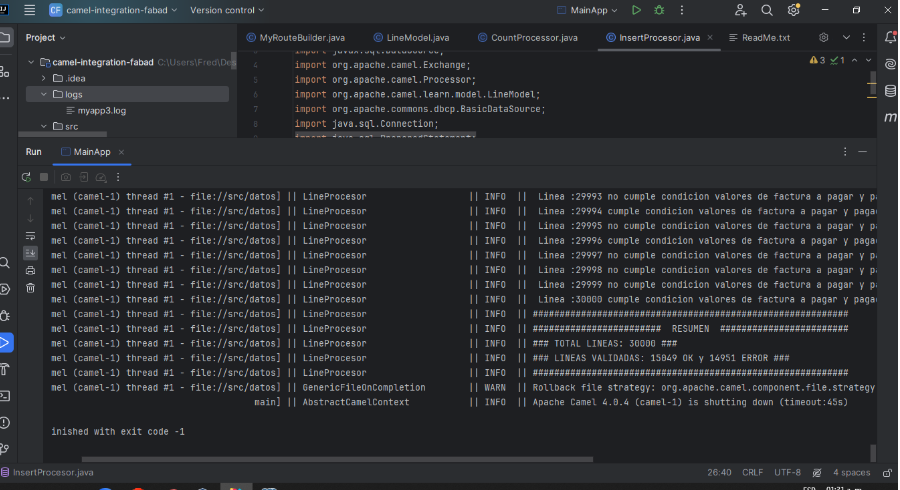 CF camel-integration-fabad Version control MainApp
Project
MyRouteBuilder.java LineModel.java CountProcessor.java InsertProcesor.java ReadMe.txt
camel-integration-fabad C:\Users\Fred\Des
.idea
logs
myapp3.log
src
3 1
4
5 import org.apache.camel.Exchange;
6 import org.apache.camel.Processor;
import org.apache.camel.learn.model.LineModel;
7 import org.apache.commons.dbcp.BasicDataSource;
8 import java.sql.Connection;
import java.sql.PreparedStatement;
Run MainApp
mel (camel-1) thread #1 - file://src/datos] || LineProcesor || INFO || Linea :29993 no cumple condicion valores de factura a pagar y p
mel (camel-1) thread #1 - file://src/datos] || LineProcesor || INFO || Linea :29994 cumple condicion valores de factura a pagar y pagad
mel (camel-1) thread #1 - file://src/datos] || LineProcesor || INFO || Linea :29995 no cumple condicion valores de factura a pagar y p
mel (camel-1) thread #1 - file://src/datos] || LineProcesor || INFO || Linea :29996 cumple condicion valores de factura a pagar y pagad
mel (camel-1) thread #1 - file://src/datos] || LineProcesor || INFO || Linea :29997 no cumple condicion valores de factura a pagar y p
mel (camel-1) thread #1 - file://src/datos] || LineProcesor || INFO || Linea :29998 no cumple condicion valores de factura a pagar y p
mel (camel-1) thread #1 - file://src/datos] || LineProcesor || INFO || Linea :29999 no cumple condicion valores de factura a pagar y p
mel (camel-1) thread #1 - file://src/datos] || LineProcesor || INFO || Linea :30000 cumple condicion valores de factura a pagar y pagad
mel (camel-1) thread #1 - file://src/datos] || LineProcesor || INFO || ###########################################################
mel (camel-1) thread #1 - file://src/datos] || LineProcesor || INFO || ######################## RESUMEN ########################
mel (camel-1) thread #1 - file://src/datos] || LineProcesor || INFO || ### TOTAL LINEAS: 30000 ###
mel (camel-1) thread #1 - file://src/datos] || LineProcesor || INFO || ### LINEAS VALIDADAS: 15049 OK y 14951 ERROR ###
mel (camel-1) thread #1 - file://src/datos] || LineProcesor || INFO || ###########################################################
mel (camel-1) thread #1 - file://src/datos] || GenericFileOnCompletion || WARN || Rollback file strategy: org.apache.camel.component.file.strategy
main] || AbstractCamelContext || INFO || Apache Camel 4.0.4 (camel-1) is shutting down (timeout:45s)
inished with exit code -1
InsertProcesor.java 26:40 CRLF UTF-8 4 spaces